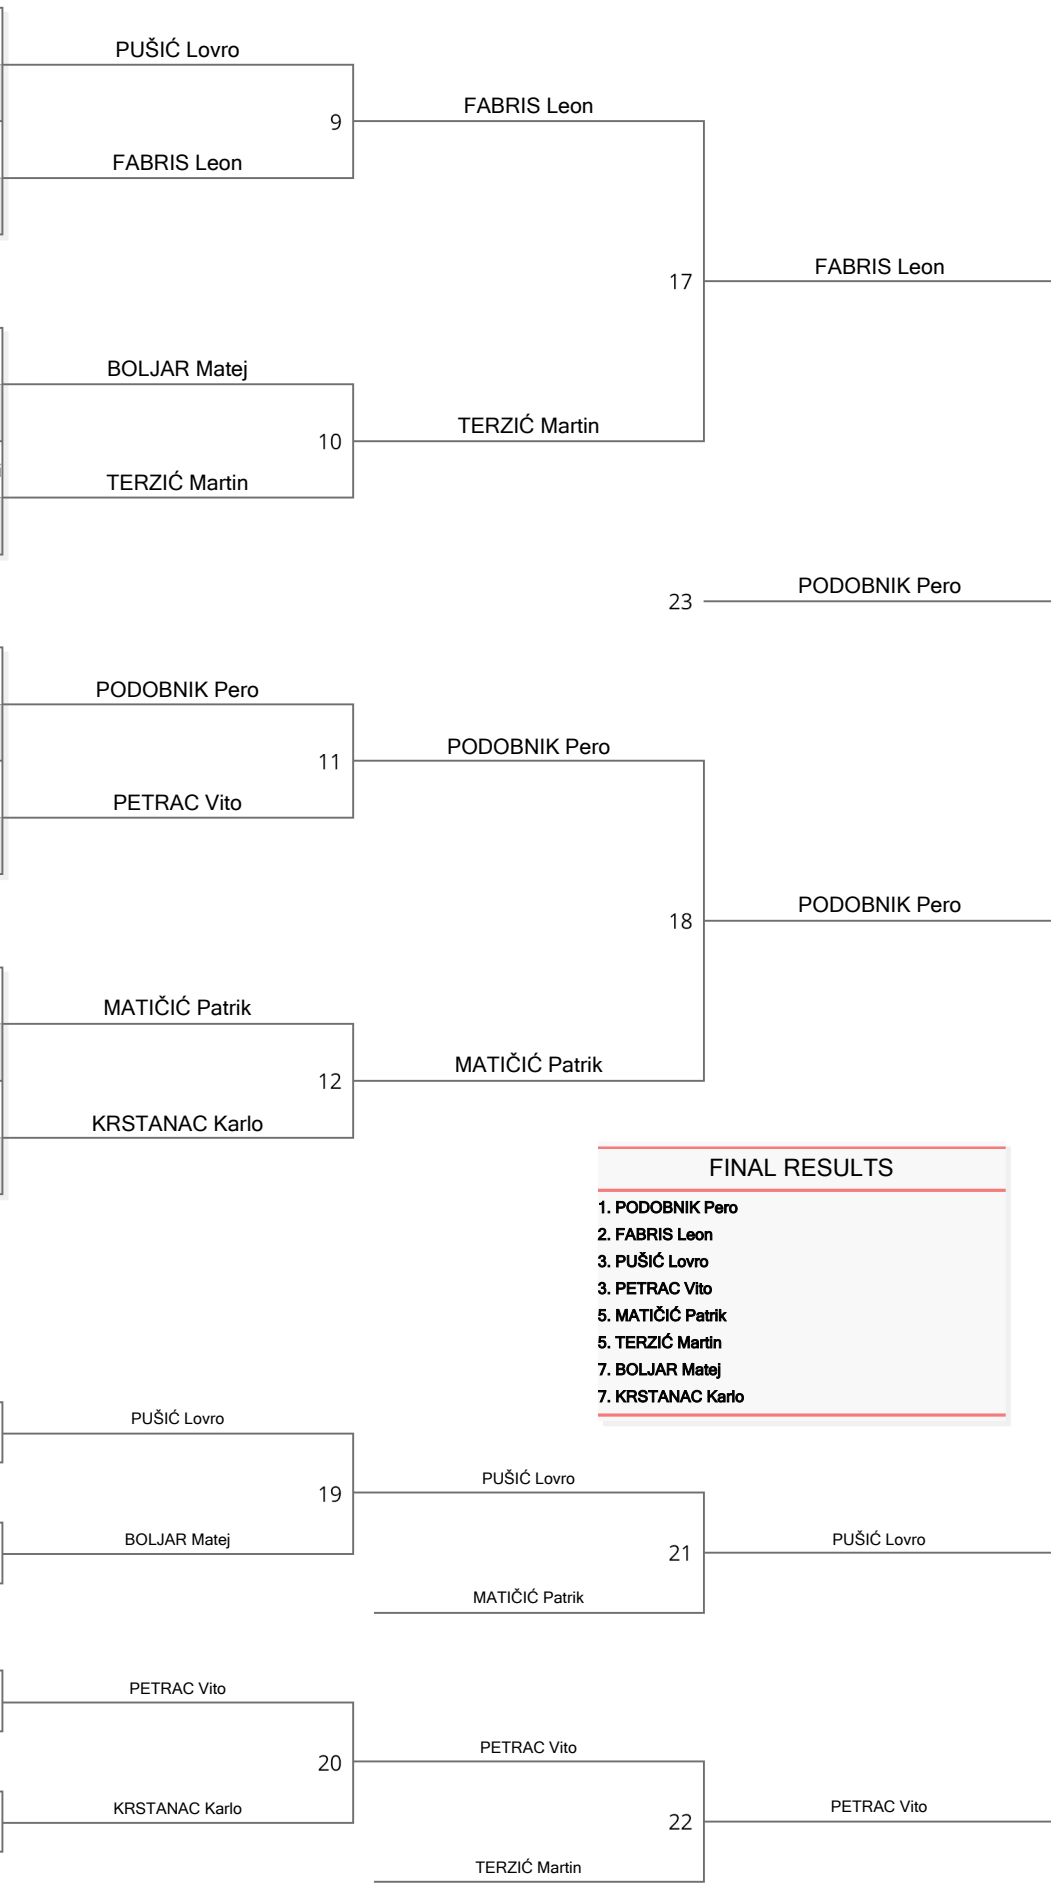 PUŠIĆ Lovro
FABRIS Leon
9
FABRIS Leon
FABRIS Leon
17
BOLJAR Matej
TERZIĆ Martin
10
TERZIĆ Martin
PODOBNIK Pero
23
PODOBNIK Pero
PODOBNIK Pero
11
PETRAC Vito
PODOBNIK Pero
18
MATIČIĆ Patrik
MATIČIĆ Patrik
12
KRSTANAC Karlo
FINAL RESULTS
1. PODOBNIK Pero
2. FABRIS Leon
3. PUŠIĆ Lovro
3. PETRAC Vito
5. MATIČIĆ Patrik
5. TERZIĆ Martin
7. BOLJAR Matej
7. KRSTANAC Karlo
PUŠIĆ Lovro
PUŠIĆ Lovro
19
BOLJAR Matej
PUŠIĆ Lovro
21
MATIČIĆ Patrik
PETRAC Vito
PETRAC Vito
20
KRSTANAC Karlo
PETRAC Vito
22
TERZIĆ Martin